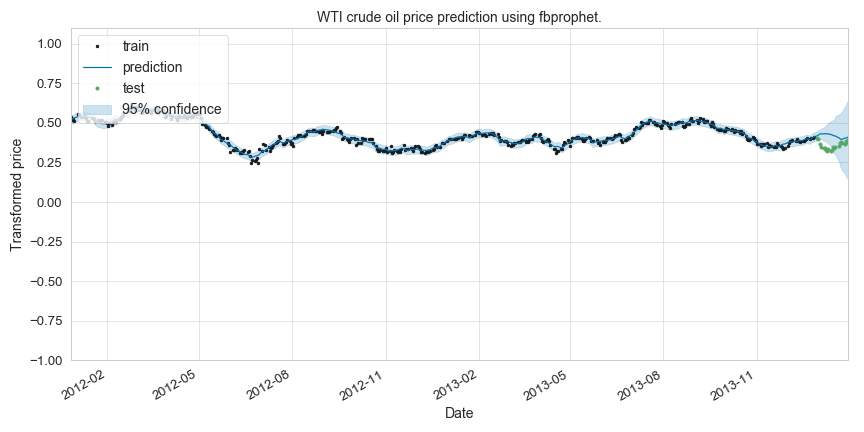 WTI crude oil price prediction using fbprophet.
train
prediction
test
95% confidence
Transformed price
1.00
0.75
0.50
0.25
0.00
−0.25
−0.50
−0.75
−1.00
2012-02
2012-05
2012-08
2012-11
2013-02
2013-05
2013-08
2013-11
Date